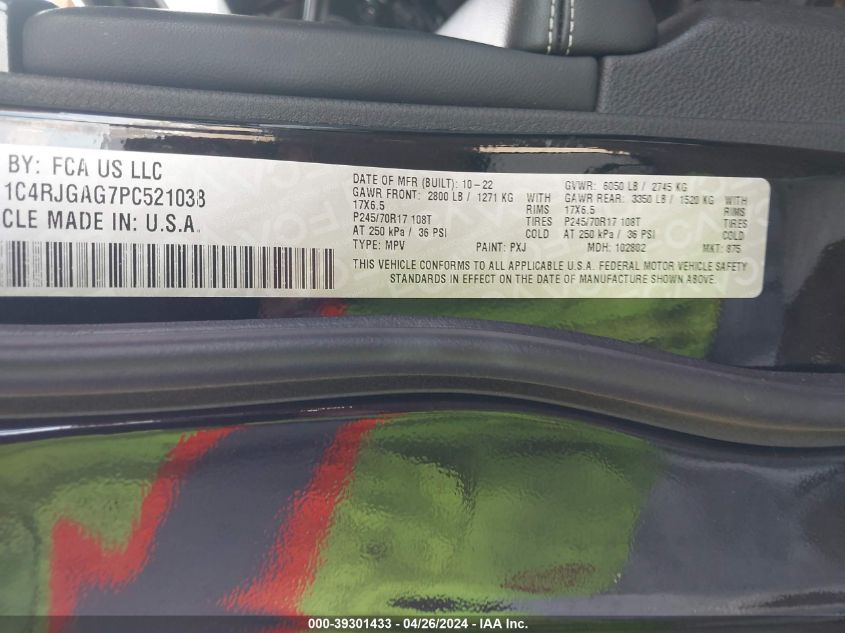 BY: FCA US LLC
1C4RJGAG7PC521038
CLE MADE IN U.S.A.
DATE OF MFR (BUILT): 10-22
GAWR FRONT: 2800 LB / 1271 KG WITH
17X6.5 RIMS
P245/70R17 108T TIRES
AT 250 kPa / 36 PSI COLD
TYPE: MPV PAINT: PXJ
GVWR: 6050 LB / 2745 KG
GAWR REAR: 3350 LB / 1520 KG WITH
17X6.5 RIMS
P245/70R17 108T TIRES
AT 250 kPa / 36 PSI COLD
MDH: 102802 MKT: 875
THIS VEHICLE CONFORMS TO ALL APPLICABLE U.S.A. FEDERAL MOTOR VEHICLE SAFETY
STANDARDS IN EFFECT ON THE DATE OF MANUFACTURE SHOWN ABOVE.
000-39301433 - 04/26/2024 - IAA Inc.